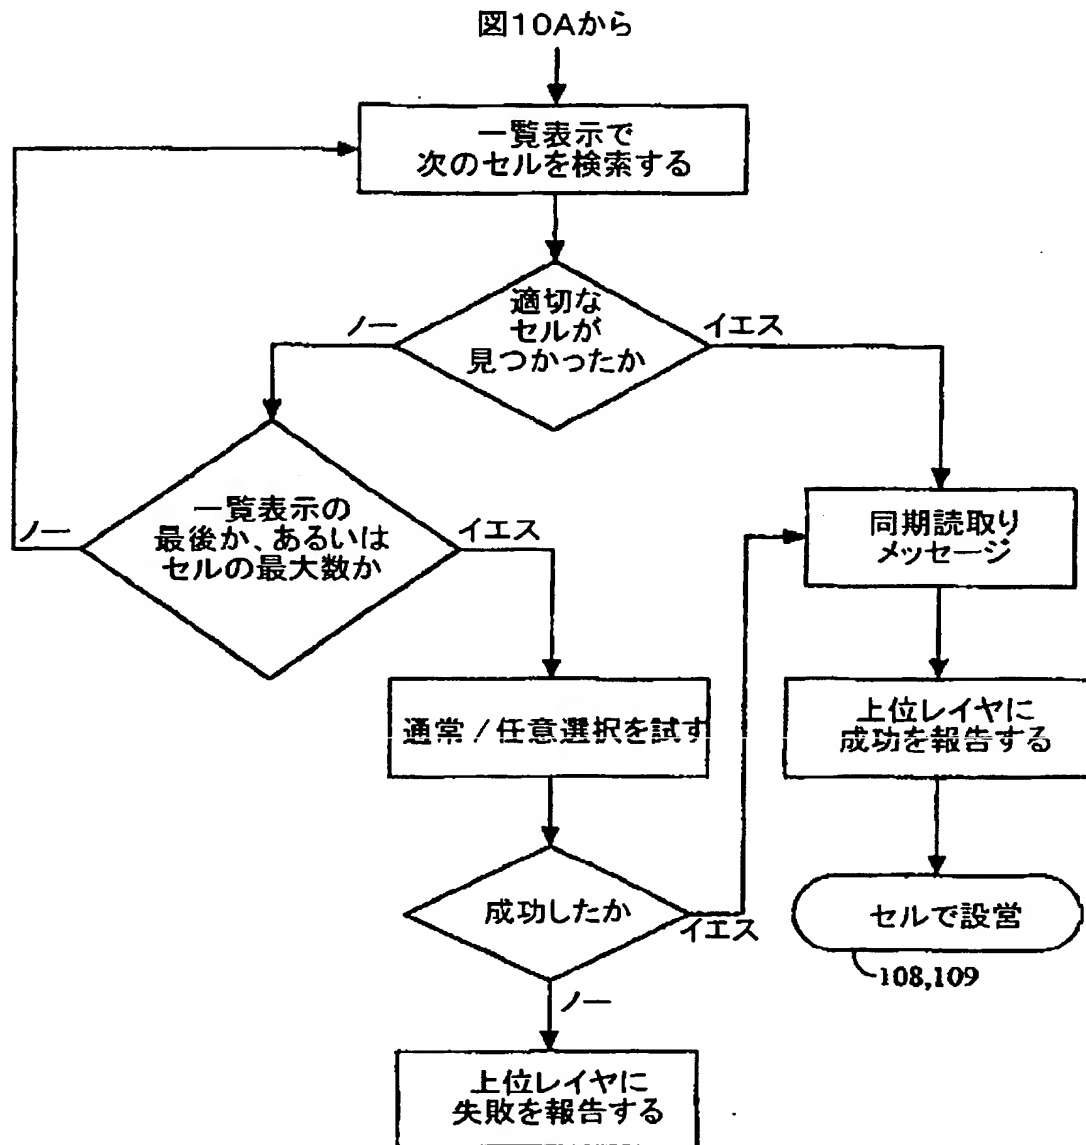 図10Aから
一覧表示で
次のセルを検索する
適切な
セルが
見つかったか
ノー
イエス
一覧表示の
最後か、あるいは
セルの最大数か
ノー
イエス
同期読取り
メッセージ
通常/任意選択を試す
上位レイヤに
成功を報告する
成功したか
イエス
ノー
セルで設営
108,109
上位レイヤに
失敗を報告する